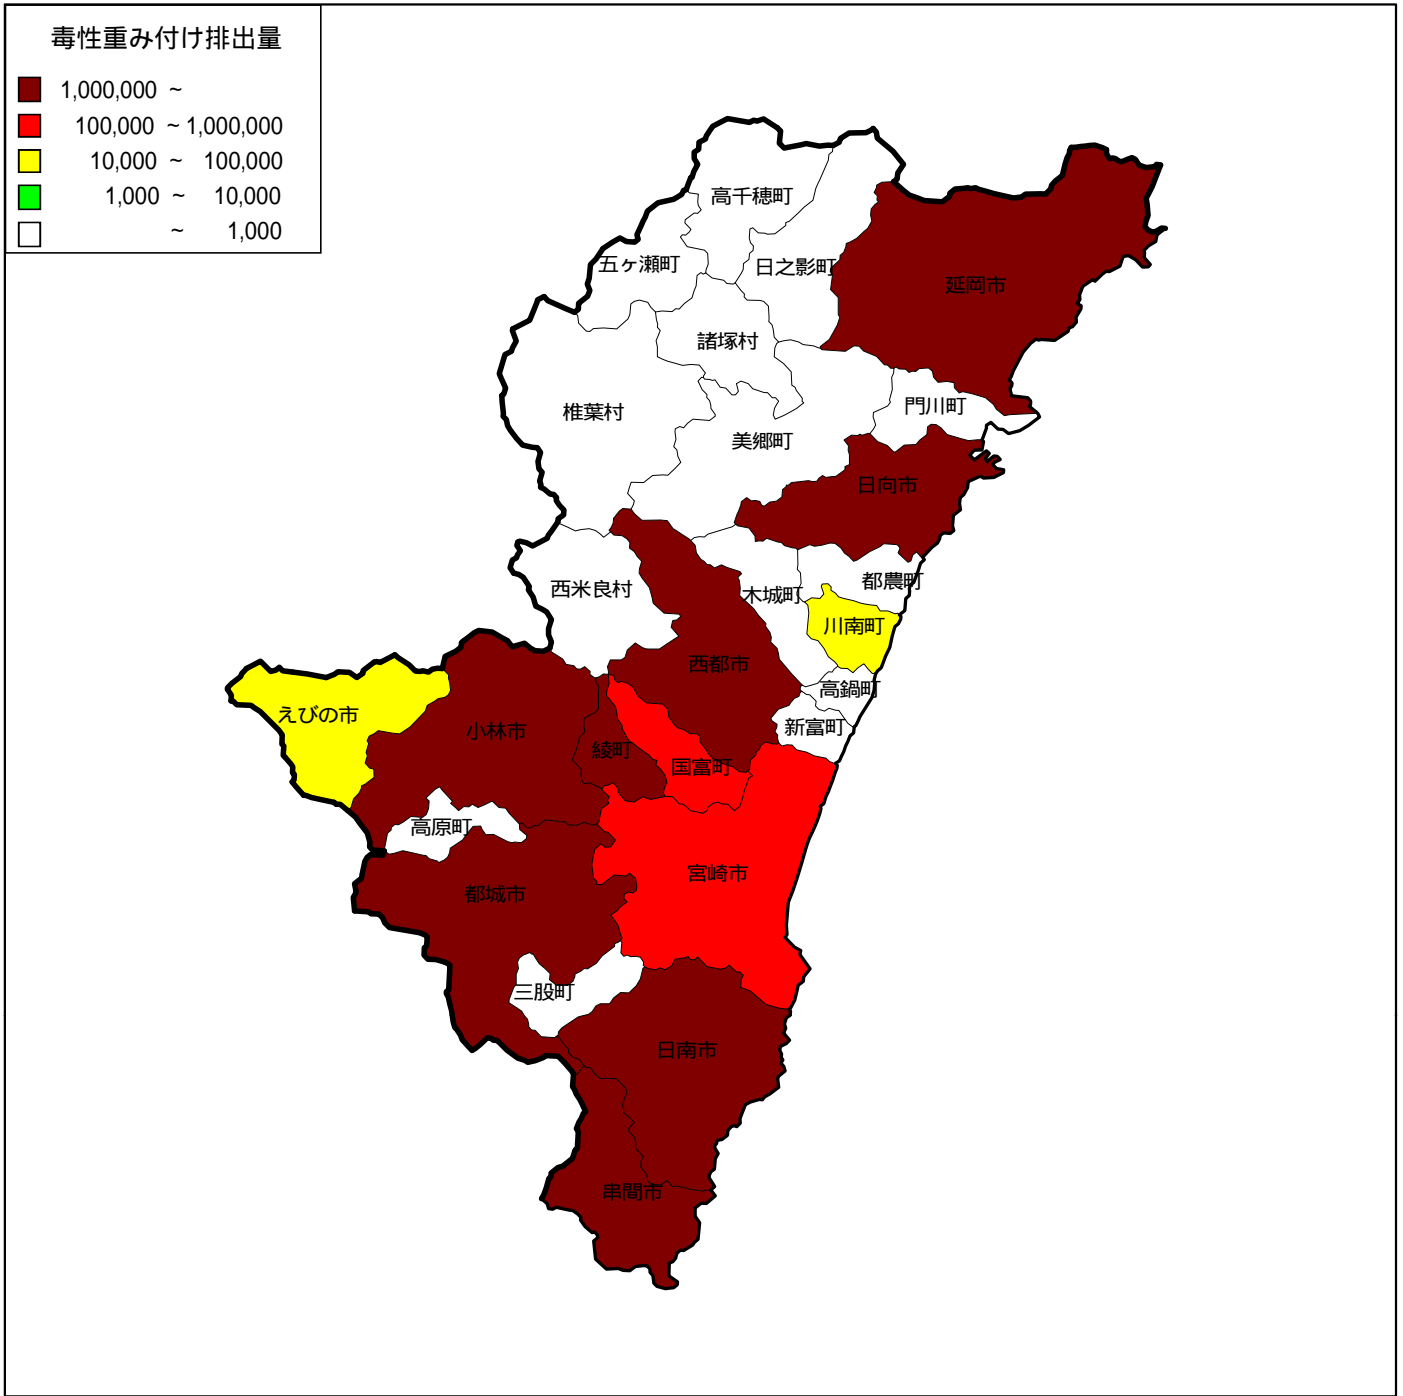 毒性重み付け排出量
1,000,000 ~
100,000 ~ 1,000,000
10,000 ~ 100,000
1,000 ~ 10,000
~ 1,000
高千穂町
五ヶ瀬町
日之影町
延岡市
諸塚村
椎葉村
門川町
美郷町
日向市
西米良村
木城町
都農町
川南町
西都市
高鍋町
えびの市
新富町
小林市
綾町
国富町
高原町
宮崎市
都城市
三股町
日南市
串間市